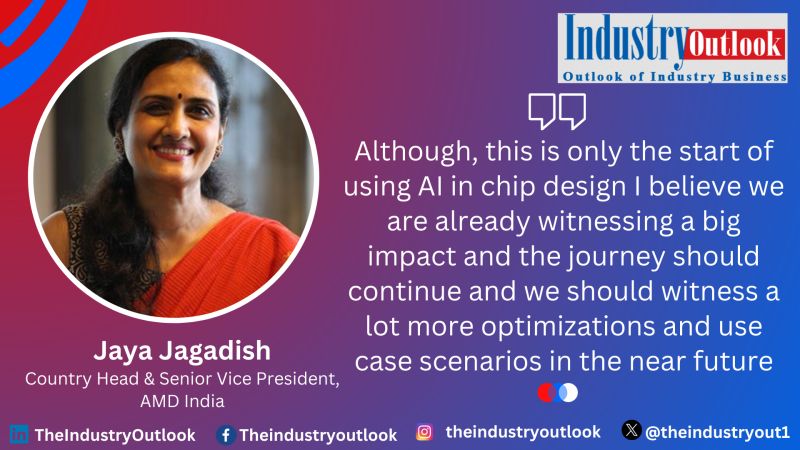 Industry Outlook
Outlook of Industry Business
Although, this is only the start of
using AI in chip design I believe we
are already witnessing a big
impact and the journey should
continue and we should witness a
lot more optimizations and use
case scenarios in the near future
Jaya Jagadish
Country Head & Senior Vice President,
AMD India
TheIndustryOutlook
Theindustryoutlook
theindustryoutlook
@theindustryout1